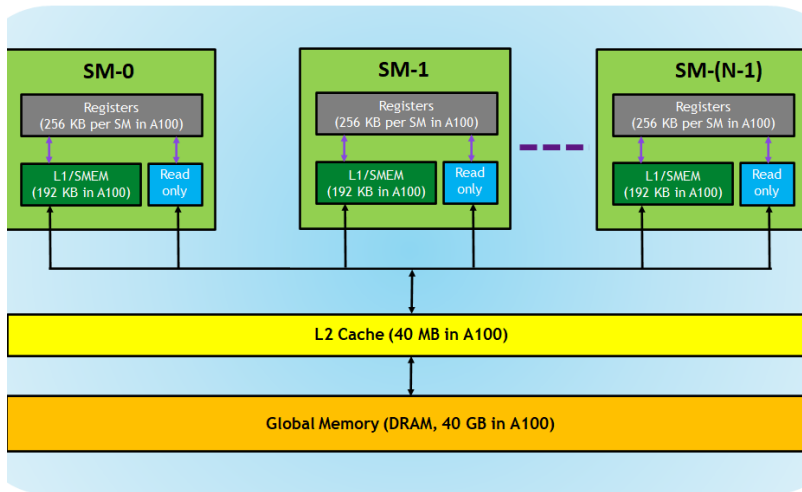 SM-0
Registers
(256 KB per SM in A100)
L1/SMEM
(192 KB in A100)
Read
only
SM-1
Registers
(256 KB per SM in A100)
L1/SMEM
(192 KB in A100)
Read
only
SM-(N-1)
Registers
(256 KB per SM in A100)
L1/SMEM
(192 KB in A100)
Read
only
L2 Cache (40 MB in A100)
Global Memory (DRAM, 40 GB in A100)